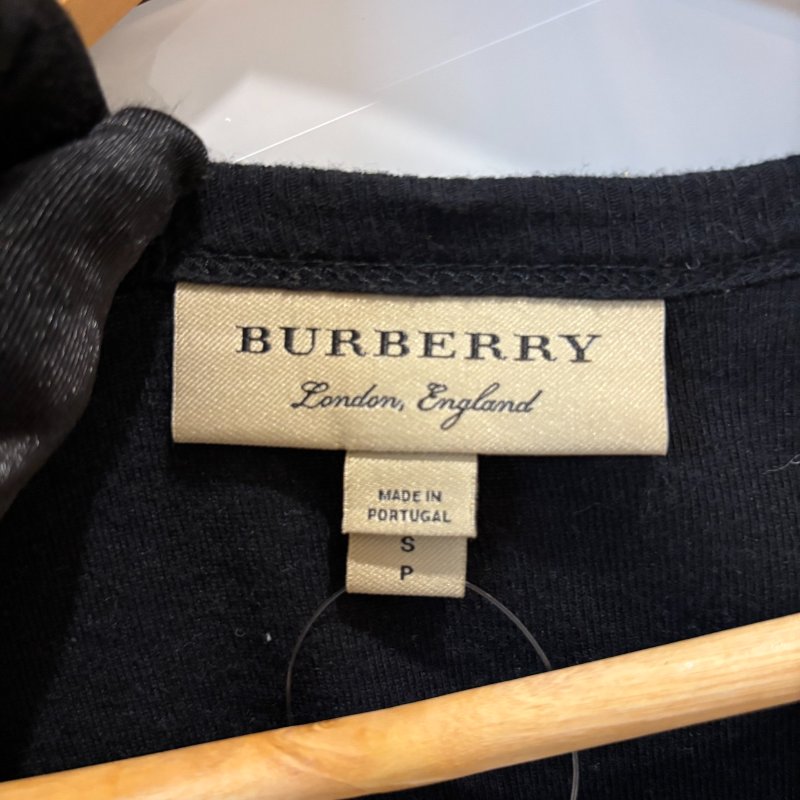 BURBERRY
London, England
MADE IN
PORTUGAL
S
P